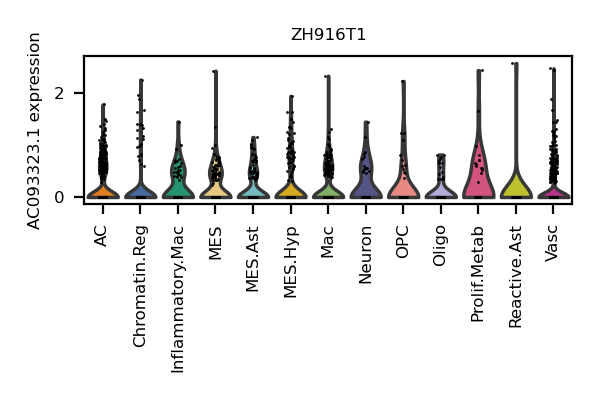 ZH916T1
AC093323.1 expression
2
0
AC
Chromatin.Reg
Inflammatory.Mac
MES
MES.Ast
MES.Hyp
Mac
Neuron
OPC
Oligo
Prolif.Metab
Reactive.Ast
Vasc